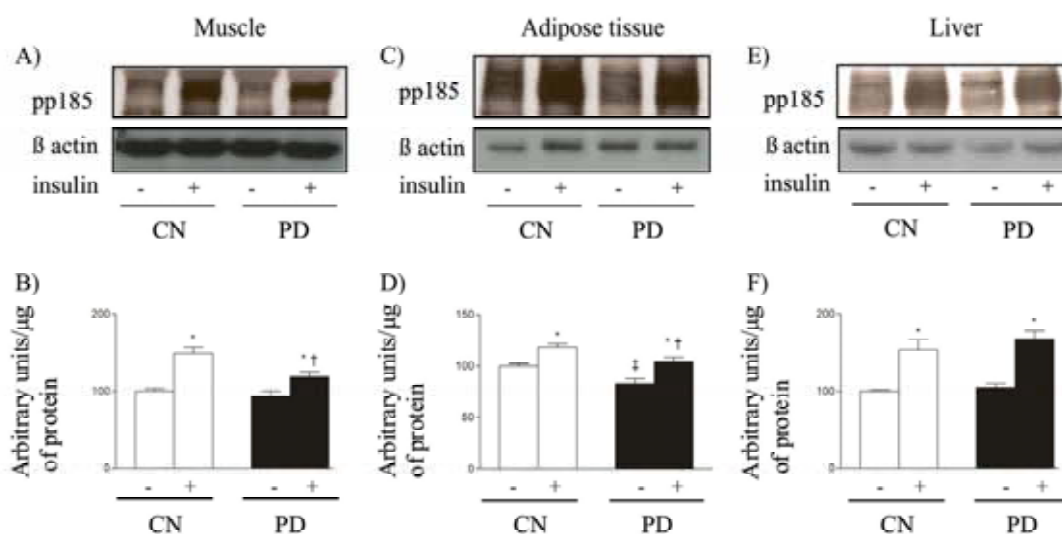 Muscle Adipose tissue Liver
A) C) E)
pp185 pp185 pp185
ß actin ß actin ß actin
insulin - + - + insulin - + - + insulin - + - +
CN PD CN PD CN PD
B) D) F)
Arbitrary units/µg
of protein
200
100
0
* * †
- + - +
CN PD
Arbitrary units/µg
of protein
150
100
50
0
* ‡ * †
- + - +
CN PD
Arbitrary units/µg
of protein
200
100
0
* *
- + - +
CN PD